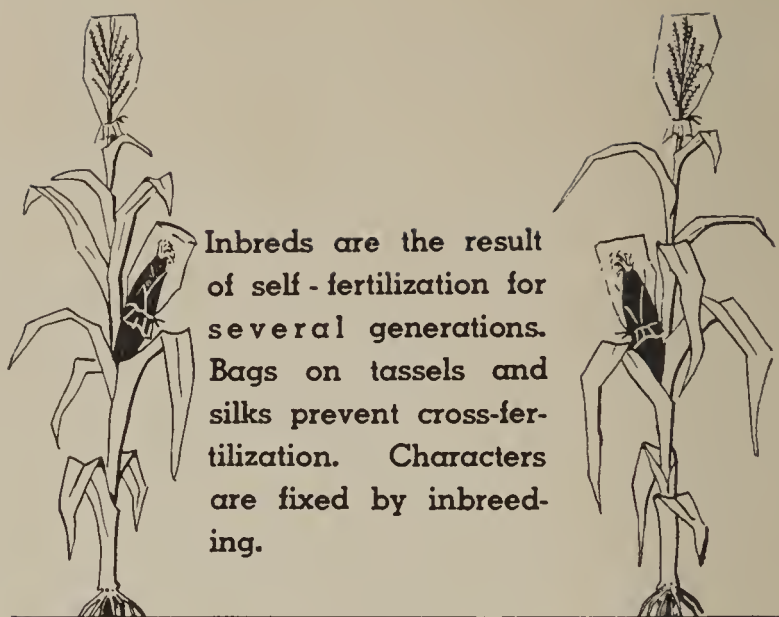 Inbreds are the result
of self - fertilization for
several generations.
Bags on tassels and
silks prevent cross-fer-
tilization. Characters
are fixed by inbreed-
ing.